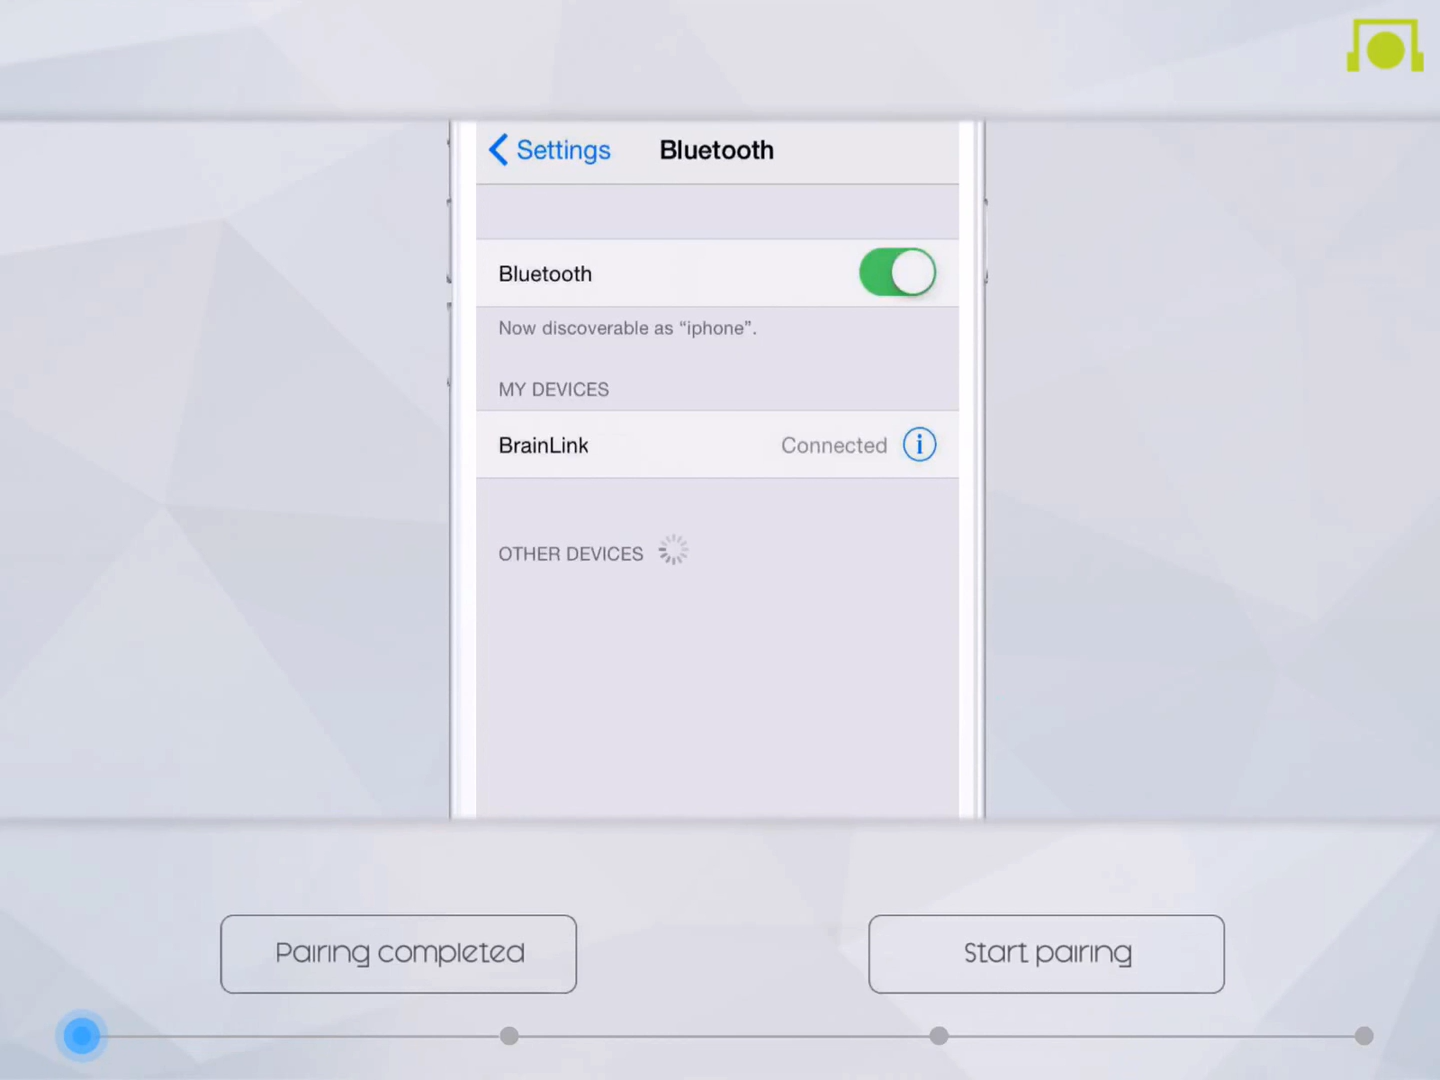 Settings Bluetooth
Bluetooth
Now discoverable as “iphone”.
MY DEVICES
BrainLink Connected i
OTHER DEVICES
Pairing completed Start pairing